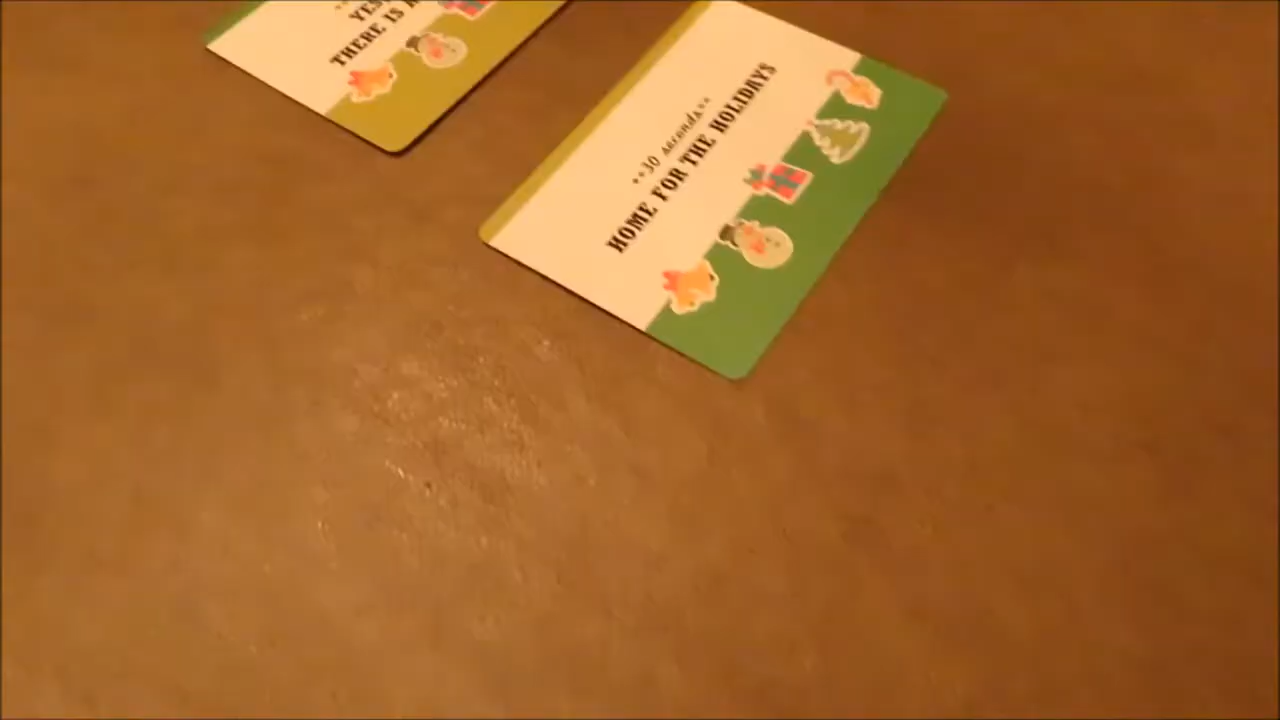 YES
THERE IS
**30 seconds**
HOME FOR THE HOLIDAYS